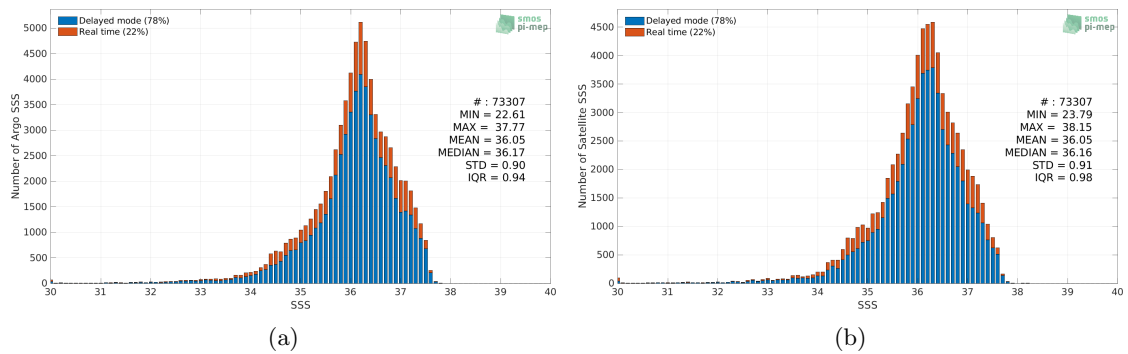 Delayed mode (78%)
Real time (22%)
smos
pi-mep
Number of Argo SSS
5000
4500
4000
3500
3000
2500
2000
1500
1000
500
0
# : 73307
MIN = 22.61
MAX = 37.77
MEAN = 36.05
MEDIAN = 36.17
STD = 0.90
IQR = 0.94
30 31 32 33 34 35 36 37 38 39 40
SSS
(a)
Delayed mode (78%)
Real time (22%)
smos
pi-mep
Number of Satellite SSS
4500
4000
3500
3000
2500
2000
1500
1000
500
0
# : 73307
MIN = 23.79
MAX = 38.15
MEAN = 36.05
MEDIAN = 36.16
STD = 0.91
IQR = 0.98
30 31 32 33 34 35 36 37 38 39 40
SSS
(b)